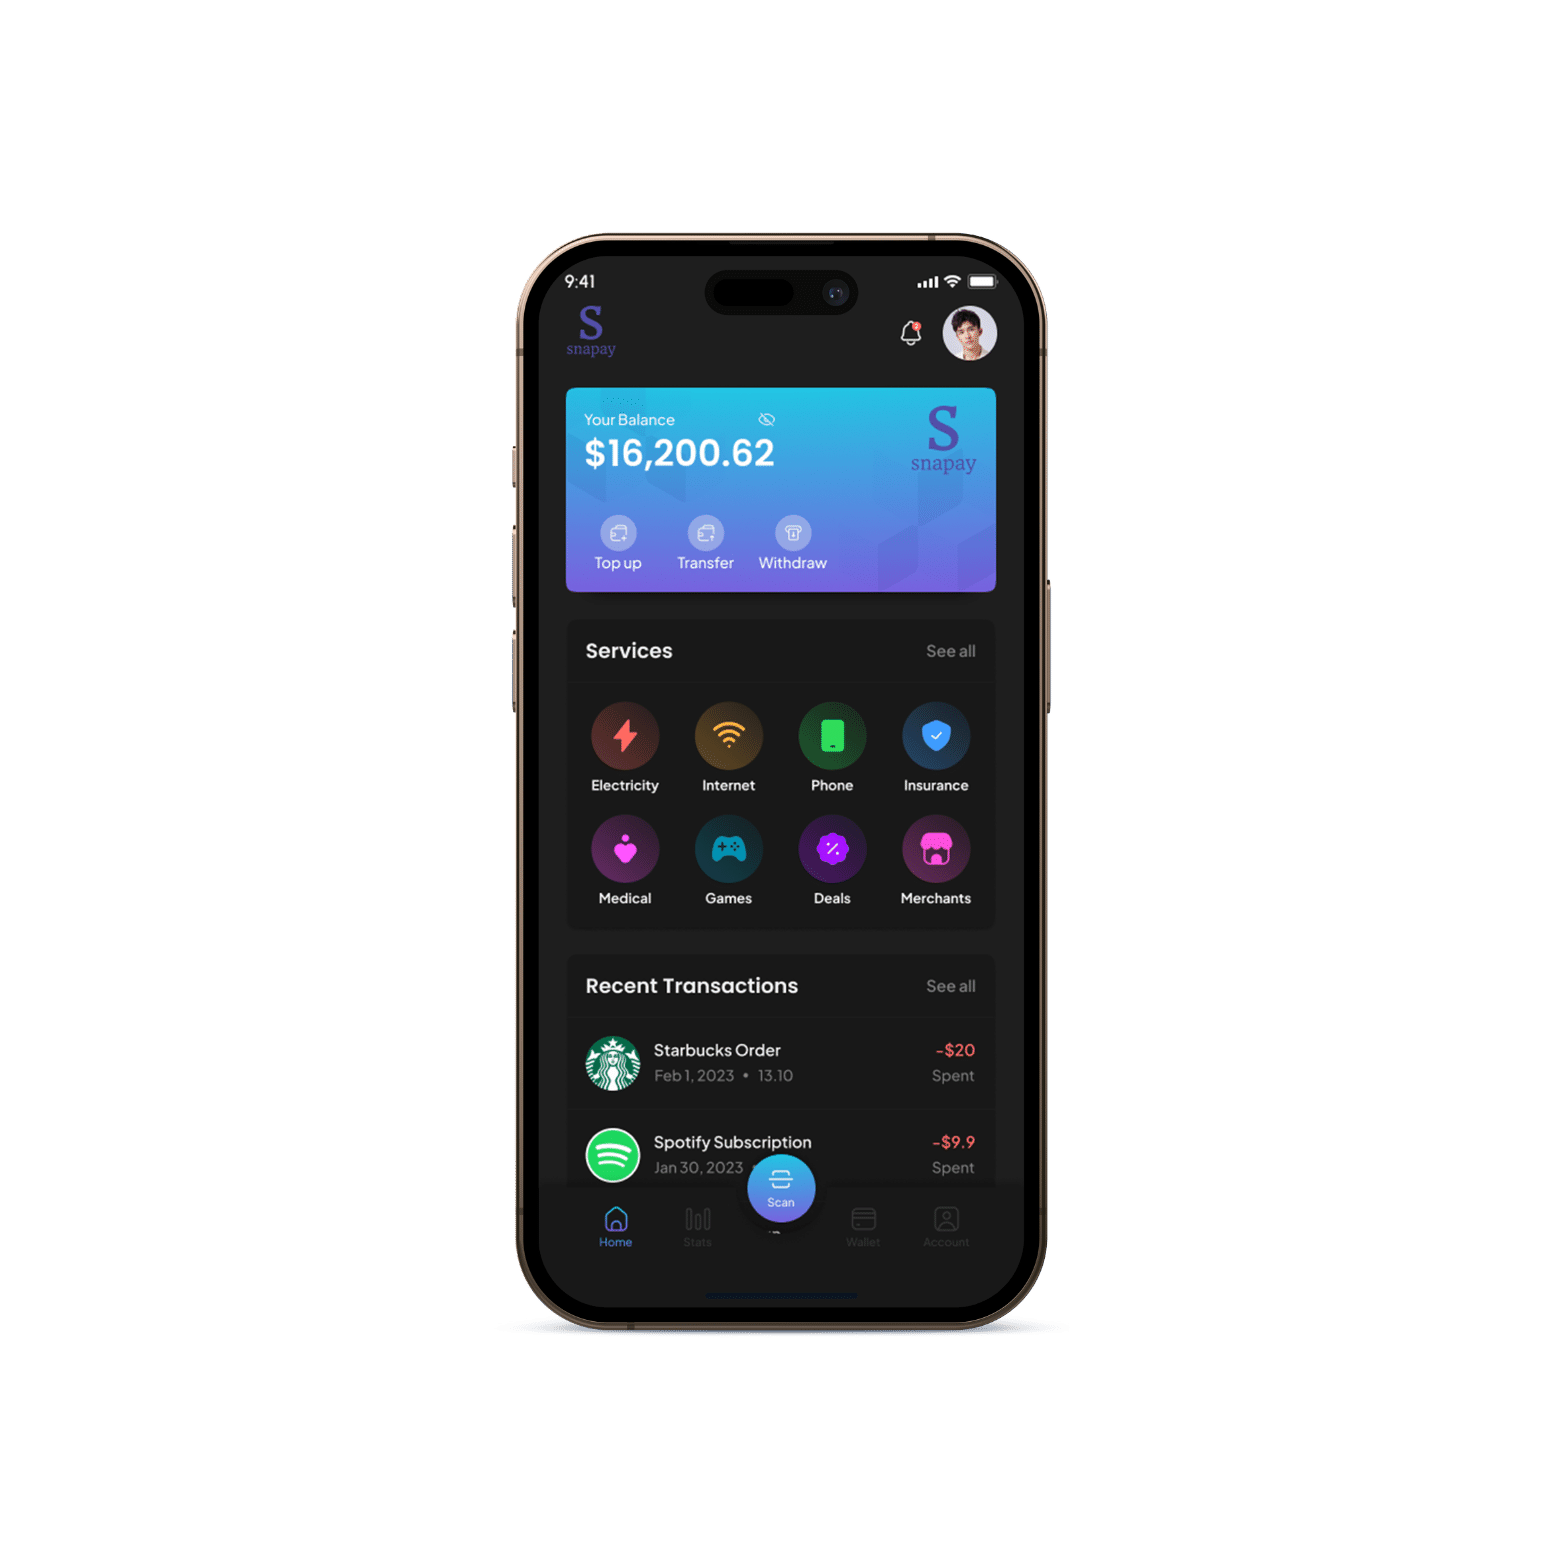 9:41
S
snapay
2
Your Balance
$16,200.62
S
snapay
Top up
Transfer
Withdraw
Services
See all
Electricity
Internet
Phone
Insurance
Medical
Games
Deals
Merchants
Recent Transactions
See all
Starbucks Order
-$20
Feb 1, 2023 • 13.10
Spent
Spotify Subscription
-$9.9
Jan 30, 2023
Spent
Scan
Home
Stats
Wallet
Account